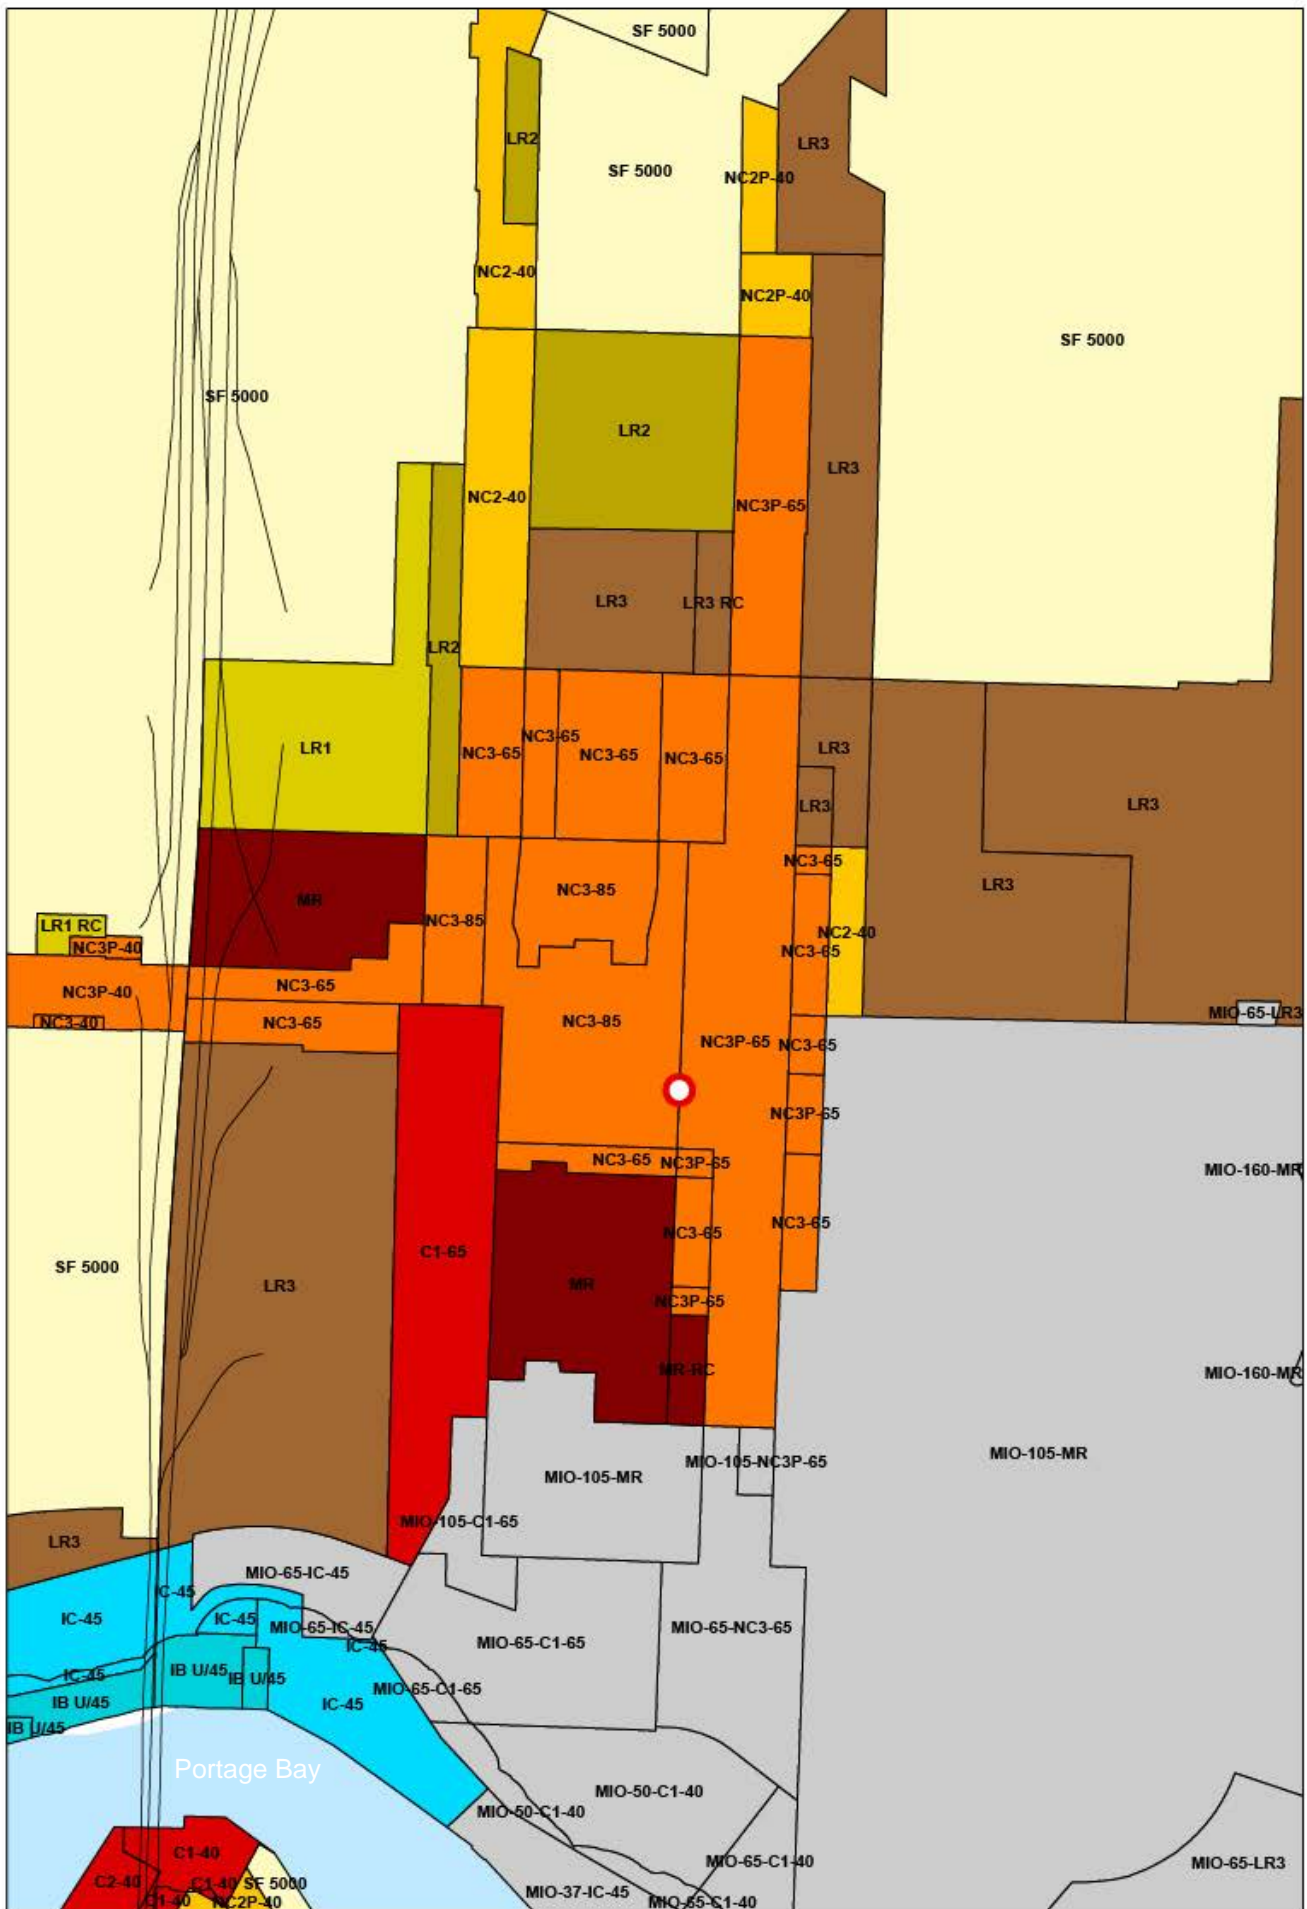 SF 5000
LR2
LR3
SF 5000
NC2P-40
NC2-40
NC2P-40
SF 5000
SF 5000
LR2
LR3
NC2-40
NC3P-65
LR3
LR3 RC
LR2
LR1
NC3-65
NC3-65
NC3-65
NC3-65
LR3
LR3
LR3
NC3-65
LR3
MR
NC3-85
NC3-85
LR1 RC
NC3P-40
NC2-40
NC3-65
NC3-65
NC3P-40
NC3-40
NC3-65
NC3-85
MIO-65-LR3
NC3P-65
NC3-65
NC3P-65
NC3-65
NC3P-65
MIO-160-MR
NC3-65
NC3-65
C1-65
SF 5000
LR3
MR
NC3P-65
MR-RC
MIO-160-MR
MIO-105-MR
MIO-105-NC3P-65
MIO-105-MR
MIO-105-C1-65
LR3
MIO-65-IC-45
IC-45
IC-45
IC-45
MIO-65-IC-45
IC-45
MIO-65-C1-65
MIO-65-NC3-65
IC-45
IB U/45
IB U/45
MIO-65-C1-65
IB U/45
IC-45
IB U/45
Portage Bay
MIO-50-C1-40
MIO-50-C1-40
C1-40
MIO-65-C1-40
MIO-65-LR3
C2-40
C1-40
SF 5000
MIO-37-IC-45
C1-40
NC2P-40
MIO-65-C1-40